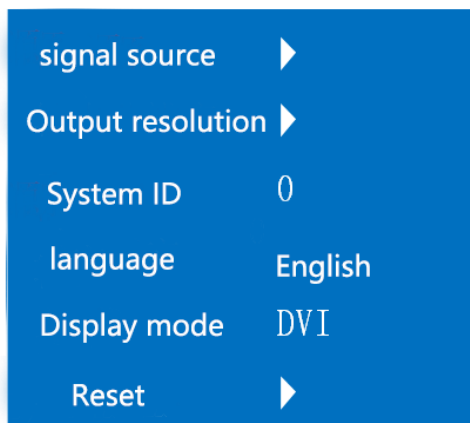 signal source
Output resolution
System ID 0
language English
Display mode DVI
Reset